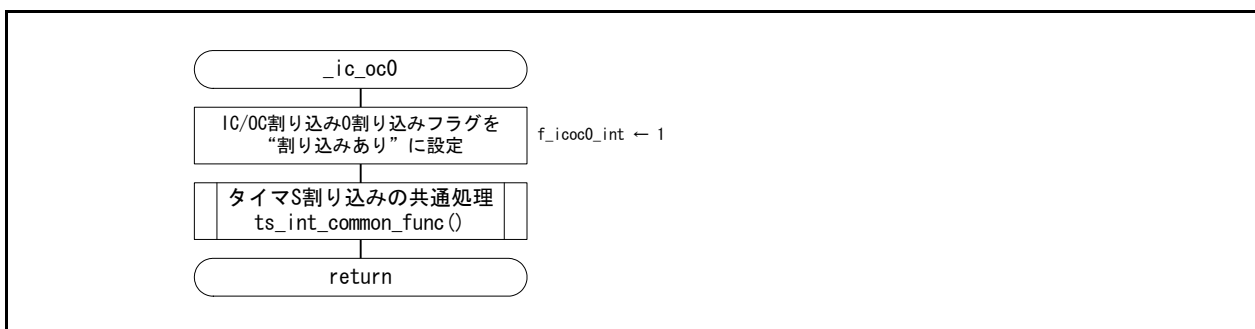 _ic_oc0
IC/OC割り込み0割り込みフラグを
“割り込みあり”に設定
f_icoc0_int ← 1
タイマS割り込みの共通処理
ts_int_common_func()
return